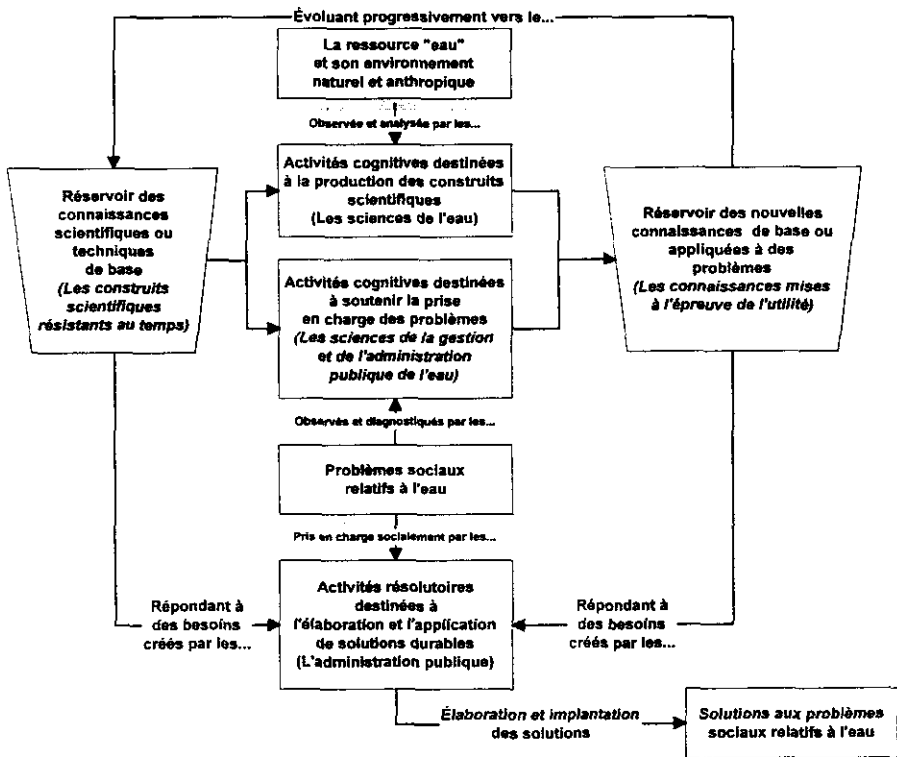 Évoluant progressivement vers le...
La ressource "eau"
et son environnement
naturel et anthropique
Observée et analysée par les...
Activités cognitives destinées
à la production des construits
scientifiques
(Les sciences de l'eau)
Réservoir des
connaissances
scientifiques ou
techniques
de base
(Les construits
scientifiques
résistants au temps)
Réservoir des nouvelles
connaissances de base ou
appliquées à des
problèmes
(Les connaissances mises
à l'épreuve de l'utilité)
Activités cognitives destinées
à soutenir la prise
en charge des problèmes
(Les sciences de la gestion
et de l'administration
publique de l'eau)
Observés et diagnostiqués par les...
Problèmes sociaux
relatifs à l'eau
Pris en charge socialement par les...
Activités résolutoires
destinées à
l'élaboration et l'application
de solutions durables
(L'administration publique)
Répondant à
des besoins
créés par les...
Répondant à
des besoins
créés par les...
Élaboration et implantation
des solutions
Solutions aux problèmes
sociaux relatifs à l'eau